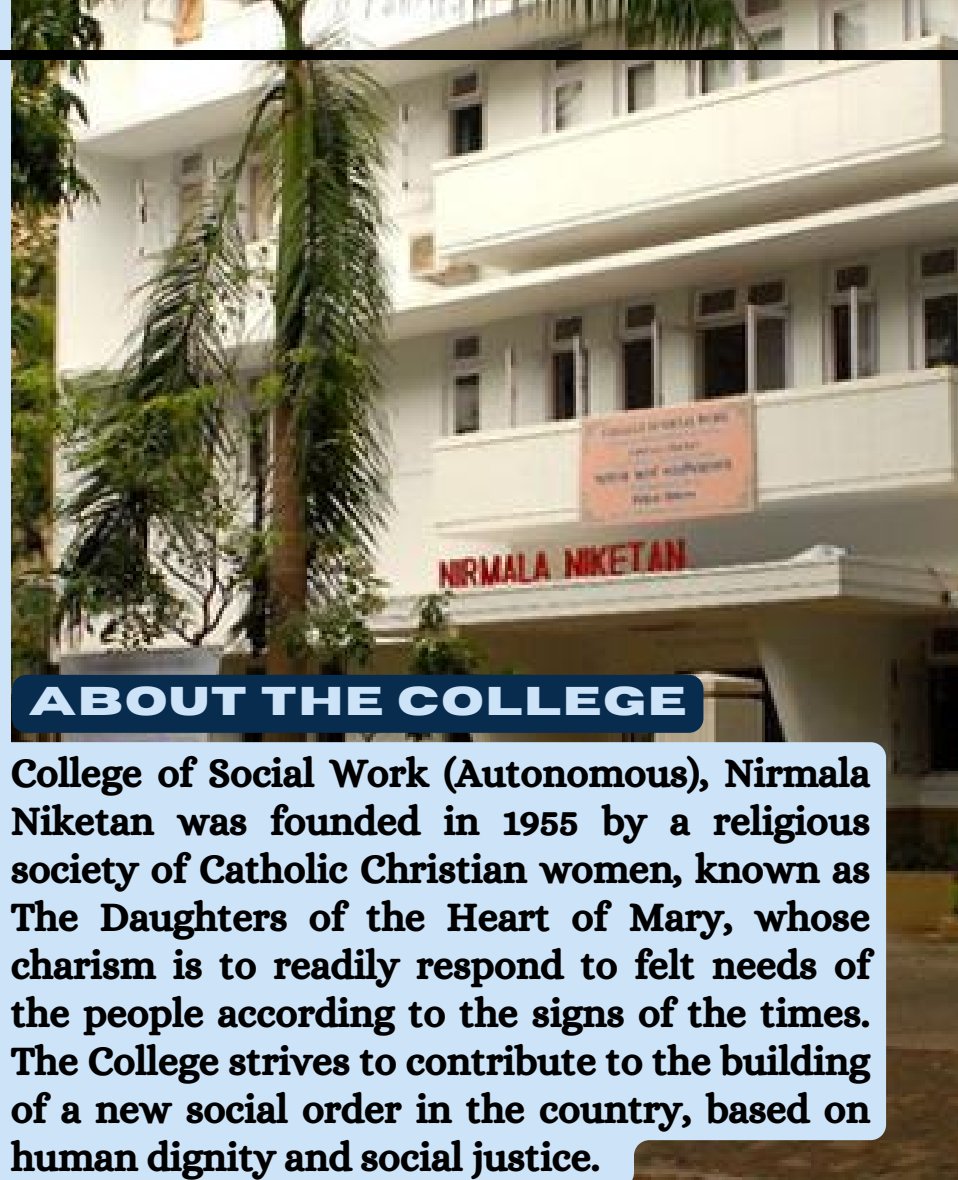 समाज कार्य महाविद्यालय
NIRMALA NIKETAN
ABOUT THE COLLEGE
College of Social Work (Autonomous), Nirmala
Niketan was founded in 1955 by a religious
society of Catholic Christian women, known as
The Daughters of the Heart of Mary, whose
charism is to readily respond to felt needs of
the people according to the signs of the times.
The College strives to contribute to the building
of a new social order in the country, based on
human dignity and social justice.